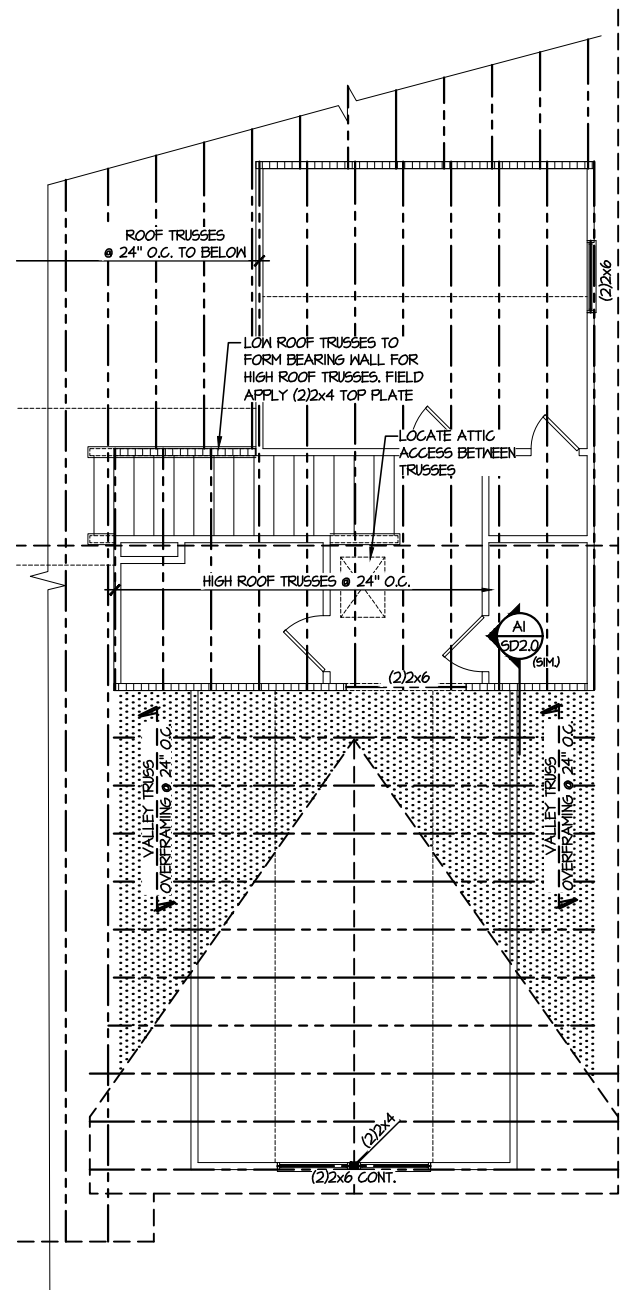 ROOF TRUSSES
@ 24" O.C. TO BELOW
(2)2x6
LOW ROOF TRUSSES TO
FORM BEARING WALL FOR
HIGH ROOF TRUSSES. FIELD
APPLY (2)2x4 TOP PLATE
LOCATE ATTIC
ACCESS BETWEEN
TRUSSES
HIGH ROOF TRUSSES @ 24" O.C.
A1
SD2.0
(SIM.)
(2)2x6
VALLEY TRUSS
OVERFRAMING @ 24" O.C.
VALLEY TRUSS
OVERFRAMING @ 24" O.C.
(2)2x4
(2)2x6 CONT.